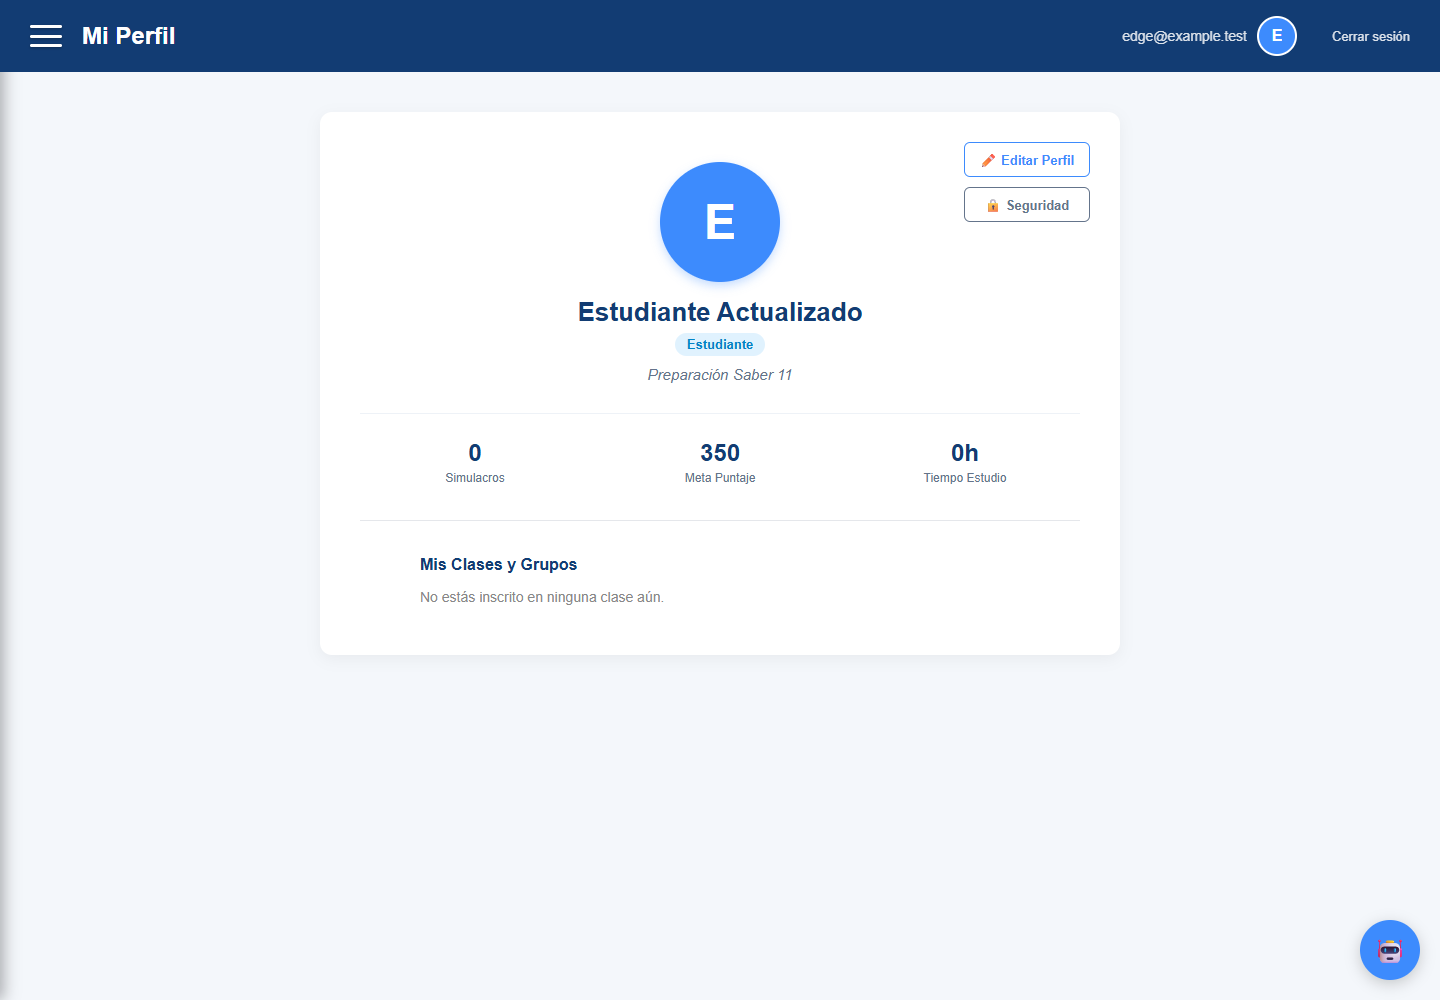 Mi Perfil
edge@example.test
E
Cerrar sesión
Editar Perfil
Seguridad
E
Estudiante Actualizado
Estudiante
Preparación Saber 11
0
Simulacros
350
Meta Puntaje
0h
Tiempo Estudio
Mis Clases y Grupos
No estás inscrito en ninguna clase aún.